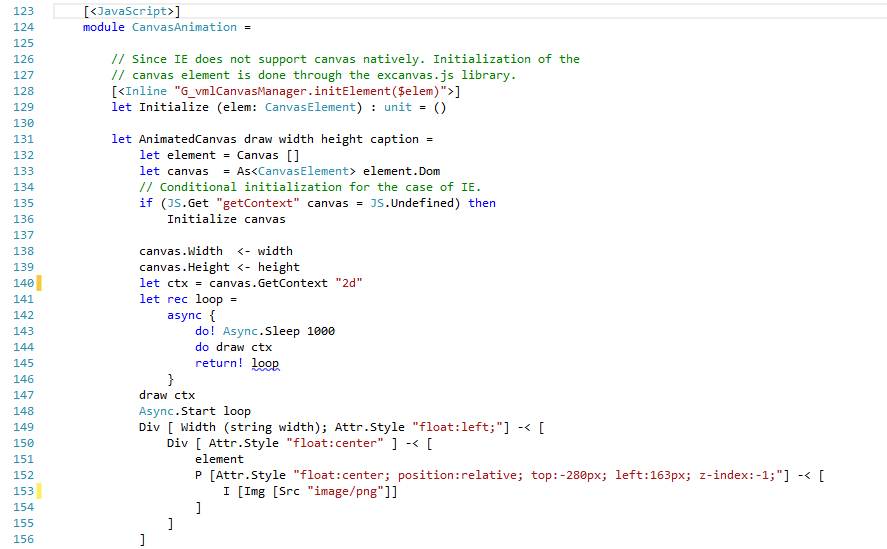 123     [<JavaScript>]
124     module CanvasAnimation =
125
126         // Since IE does not support canvas natively. Initialization of the
127         // canvas element is done through the excanvas.js library.
128         [<Inline "G_vmlCanvasManager.initElement($elem)">]
129         let Initialize (elem: CanvasElement) : unit = ()
130
131         let AnimatedCanvas draw width height caption =
132             let element = Canvas []
133             let canvas  = As<CanvasElement> element.Dom
134             // Conditional initialization for the case of IE.
135             if (JS.Get "getContext" canvas = JS.Undefined) then
136                 Initialize canvas
137
138             canvas.Width  <- width
139             canvas.Height <- height
140             let ctx = canvas.GetContext "2d"
141             let rec loop =
142                 async {
143                     do! Async.Sleep 1000
144                     do draw ctx
145                     return! loop
146                 }
147             draw ctx
148             Async.Start loop
149             Div [ Width (string width); Attr.Style "float:left;"] -< [
150                 Div [ Attr.Style "float:center" ] -< [
151                     element
152                     P [Attr.Style "float:center; position:relative; top:-280px; left:163px; z-index:-1;"] -< [
153                         I [Img [Src "image/png"]]
154                     ]
155                 ]
156             ]